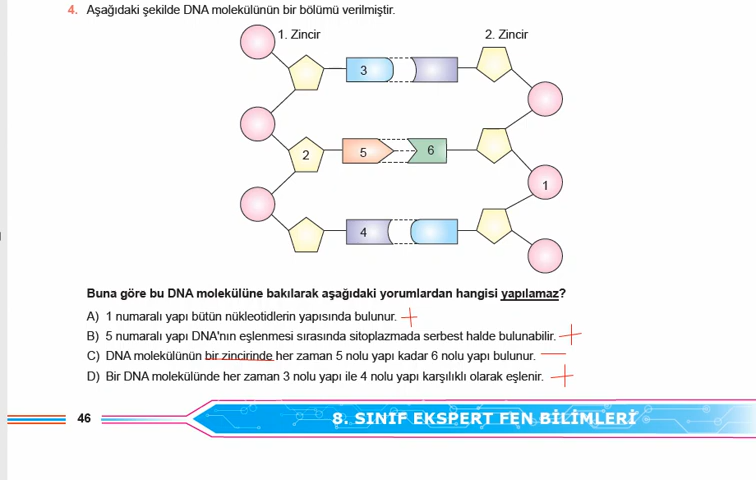 4. Aşağıdaki şekilde DNA molekülünün bir bölümü verilmiştir.
1. Zincir
2. Zincir
3
2
5
6
1
4
Buna göre bu DNA molekülüne bakılarak aşağıdaki yorumlardan hangisi yapılamaz?
A) 1 numaralı yapı bütün nükleotidlerin yapısında bulunur. +
B) 5 numaralı yapı DNA'nın eşlenmesi sırasında sitoplazmada serbest halde bulunabilir. +
C) DNA molekülünün bir zincirinde her zaman 5 nolu yapı kadar 6 nolu yapı bulunur. —
D) Bir DNA molekülünde her zaman 3 nolu yapı ile 4 nolu yapı karşılıklı olarak eşlenir. +
46
8. SINIF EKSPERT FEN BİLİMLERİ